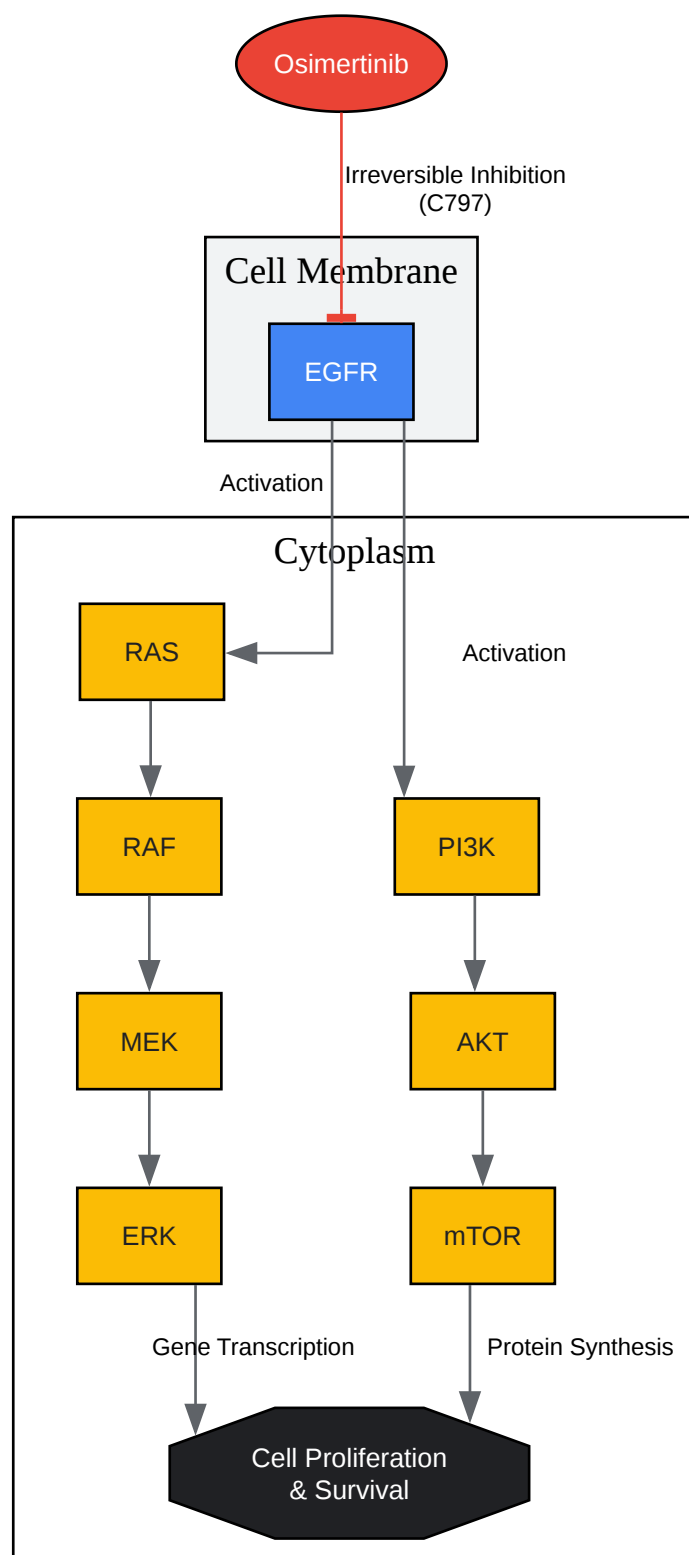 Osimertinib
Irreversible Inhibition
(C797)
Cell Membrane
EGFR
Activation
Cytoplasm
RAS
Activation
RAF
PI3K
MEK
AKT
ERK
mTOR
Gene Transcription
Protein Synthesis
Cell Proliferation
& Survival